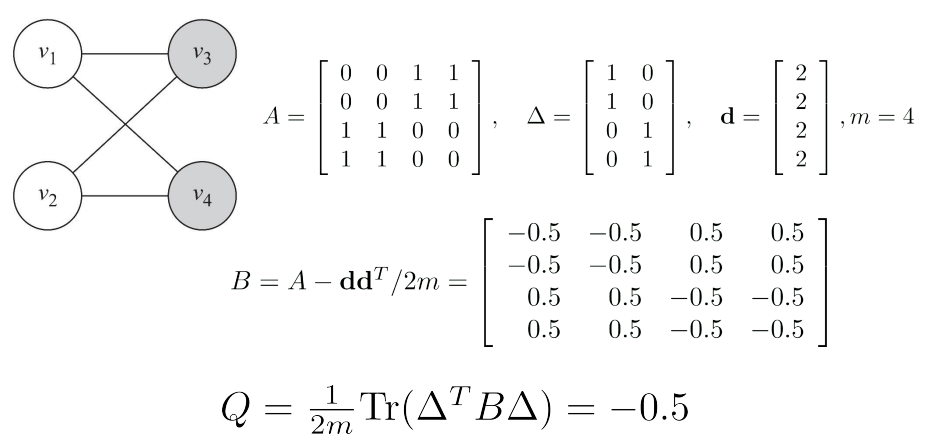 v₁ v₃
A = [ 0 0 1 1 ; 0 0 1 1 ; 1 1 0 0 ; 1 1 0 0 ] , Δ = [ 1 0 ; 1 0 ; 0 1 ; 0 1 ] , d = [ 2 ; 2 ; 2 ; 2 ] , m = 4
v₂ v₄
B = A − ddᵀ/2m = [ −0.5 −0.5 0.5 0.5 ; −0.5 −0.5 0.5 0.5 ; 0.5 0.5 −0.5 −0.5 ; 0.5 0.5 −0.5 −0.5 ]
Q = 1/2m Tr(ΔᵀBΔ) = −0.5